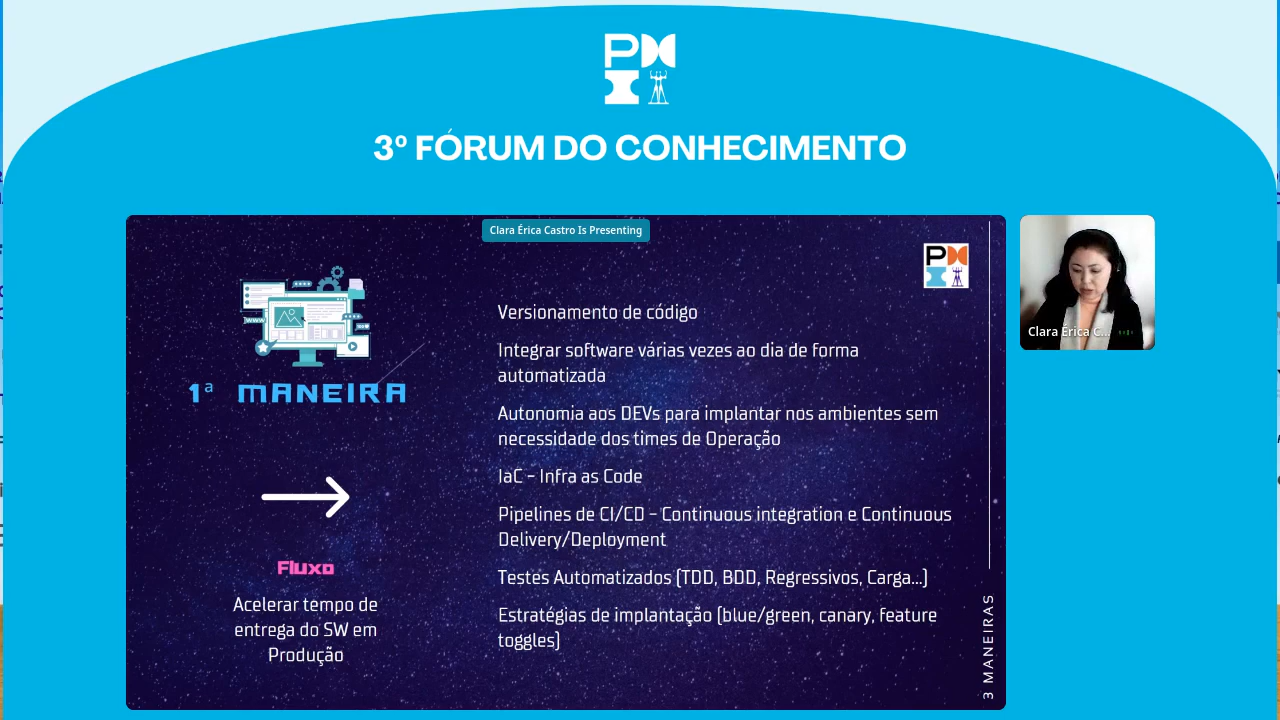 PMI
3º FÓRUM DO CONHECIMENTO
Clara Érica Castro Is Presenting
PMI
www
1ª MANEIRA
Fluxo
Acelerar tempo de
entrega do SW em
Produção
Versionamento de código
Integrar software várias vezes ao dia de forma
automatizada
Autonomia aos DEVs para implantar nos ambientes sem
necessidade dos times de Operação
IaC - Infra as Code
Pipelines de CI/CD - Continuous integration e Continuous
Delivery/Deployment
Testes Automatizados (TDD, BDD, Regressivos, Carga...)
Estratégias de implantação (blue/green, canary, feature
toggles)
3 MANEIRAS
Clara Érica C...